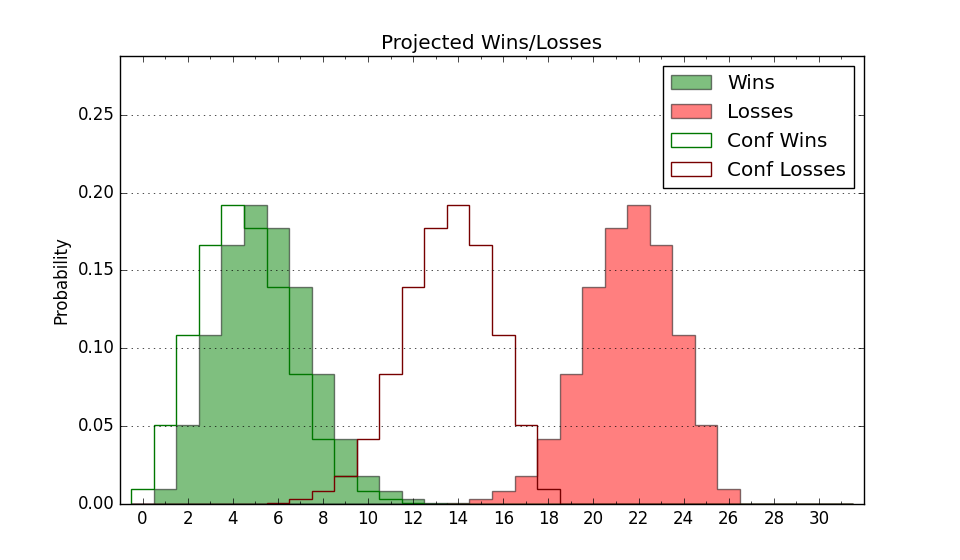 Projected Wins/Losses
Wins
Losses
Conf Wins
Conf Losses
Probability
0.25
0.20
0.15
0.10
0.05
0.00
0 2 4 6 8 10 12 14 16 18 20 22 24 26 28 30